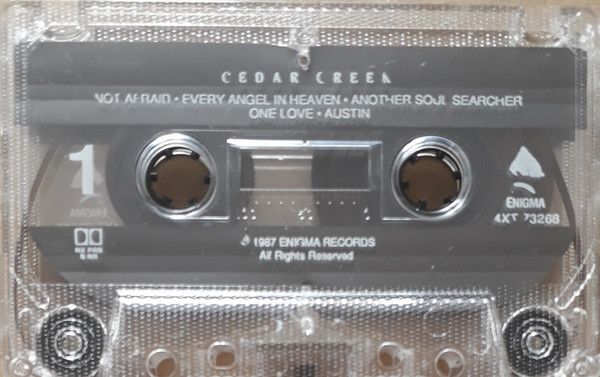 CEDAR CREEK
NOT AFRAID • EVERY ANGEL IN HEAVEN • ANOTHER SOUL SEARCHER
ONE LOVE • AUSTIN
1
ENIGMA
4XT 73268
℗ 1987 ENIGMA RECORDS
All Rights Reserved